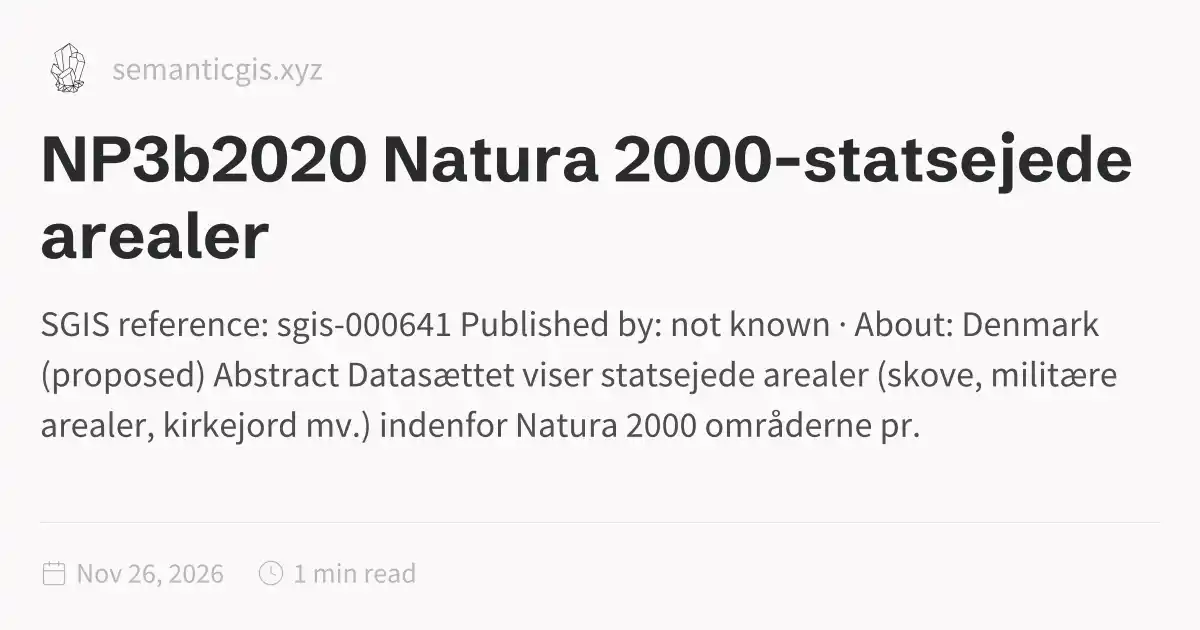 semanticgis.xyz
NP3b2020 Natura 2000-statsejede
arealer
SGIS reference: sgis-000641 Published by: not known · About: Denmark
(proposed) Abstract Datasættet viser statsejede arealer (skove, militære
arealer, kirkejord mv.) indenfor Natura 2000 områderne pr.
Nov 26, 2026 1 min read